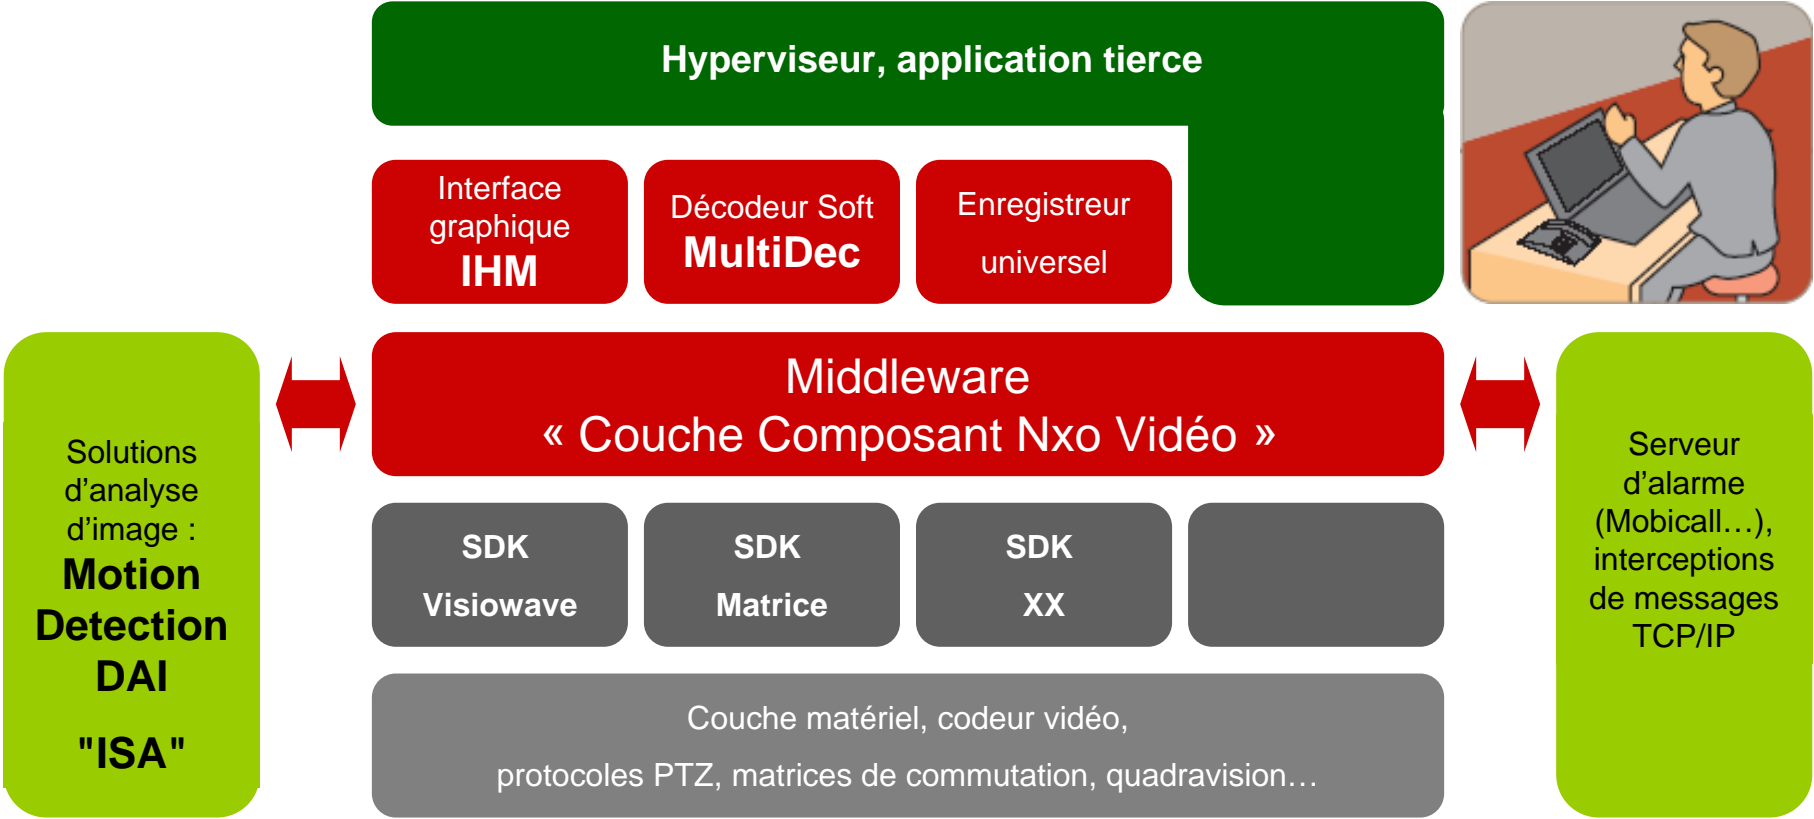 Hyperviseur, application tierce
Interface
graphique
IHM
Décodeur Soft
MultiDec
Enregistreur
universel
Solutions
d’analyse
d’image :
Motion
Detection
DAI
"ISA"
Middleware
« Couche Composant Nxo Vidéo »
Serveur
d’alarme
(Mobicall…),
interceptions
de messages
TCP/IP
SDK
Visiowave
SDK
Matrice
SDK
XX
Couche matériel, codeur vidéo,
protocoles PTZ, matrices de commutation, quadravision…